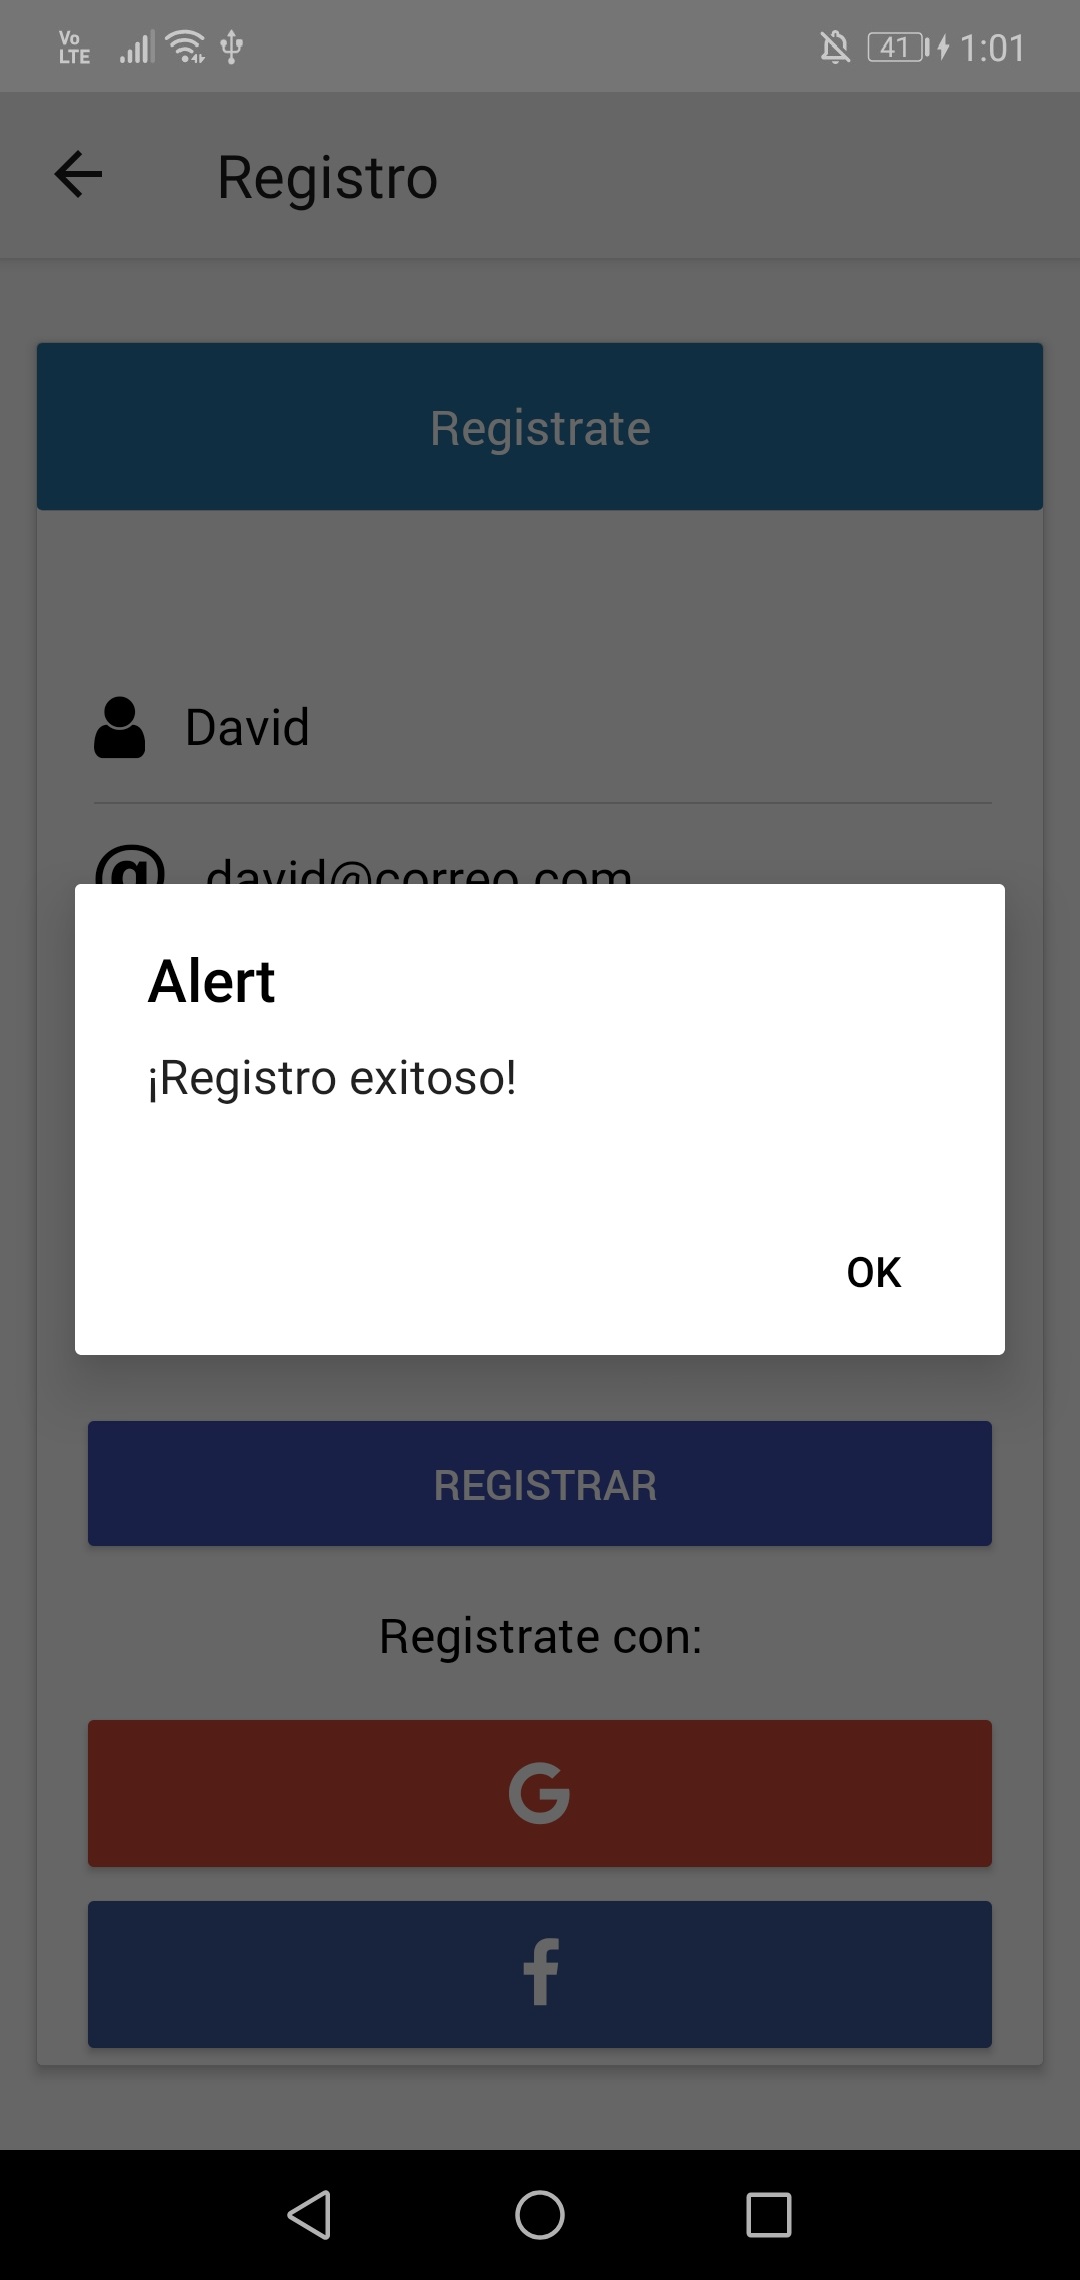 Vo
LTE
41 1:01
Registro
Registrate
David
@ david@correo.com
Alert
¡Registro exitoso!
OK
REGISTRAR
Registrate con:
G
f